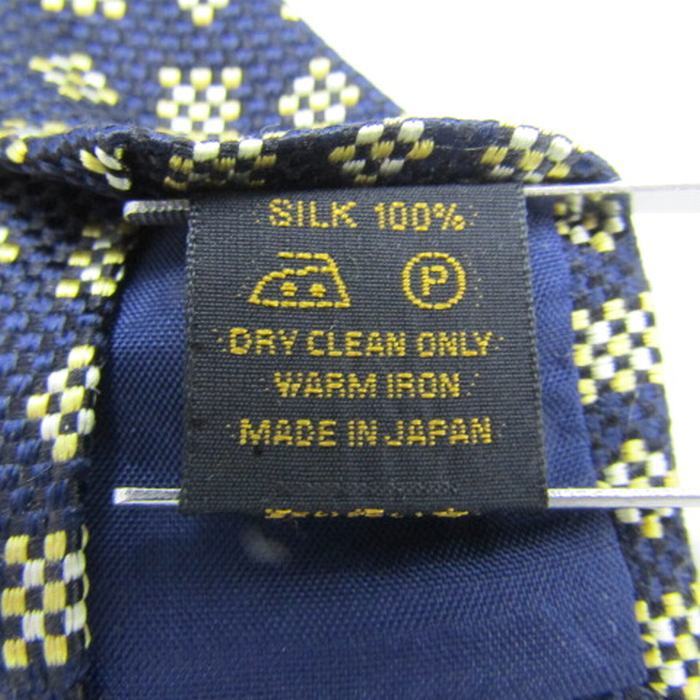 SILK 100%
P
DRY CLEAN ONLY
WARM IRON
MADE IN JAPAN